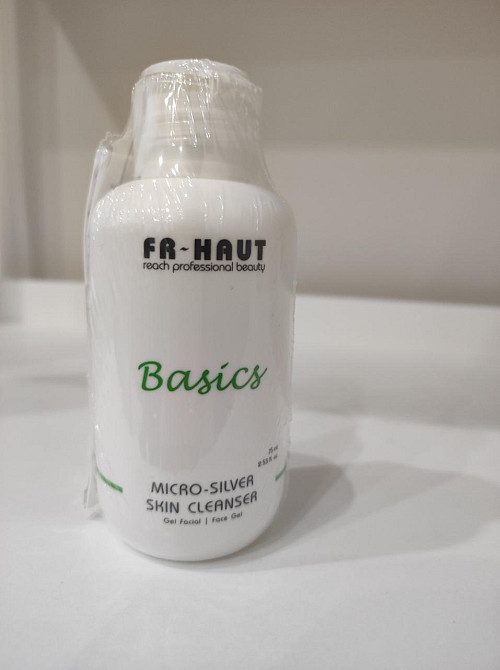 FR~HAUT
reach professional beauty
Basics
MICRO-SILVER
SKIN CLEANSER
Gel Facial | Face Gel